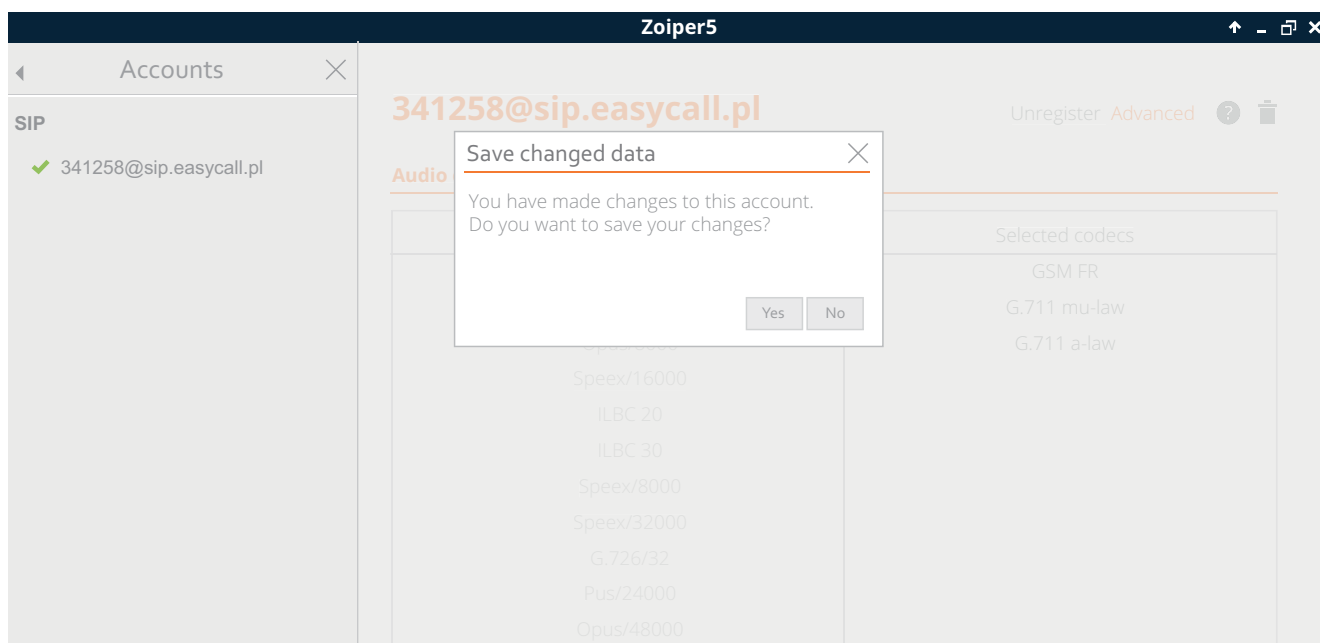 Zoiper5
Accounts
SIP
341258@sip.easycall.pl
341258@sip.easycall.pl
Unregister Advanced ?
Audio
Save changed data
You have made changes to this account.
Do you want to save your changes?
Yes No
Selected codecs
GSM FR
G.711 mu-law
G.711 a-law
Speex/16000
ILBC 20
ILBC 30
Speex/8000
Speex/32000
G.726/32
Pus/24000
Opus/48000